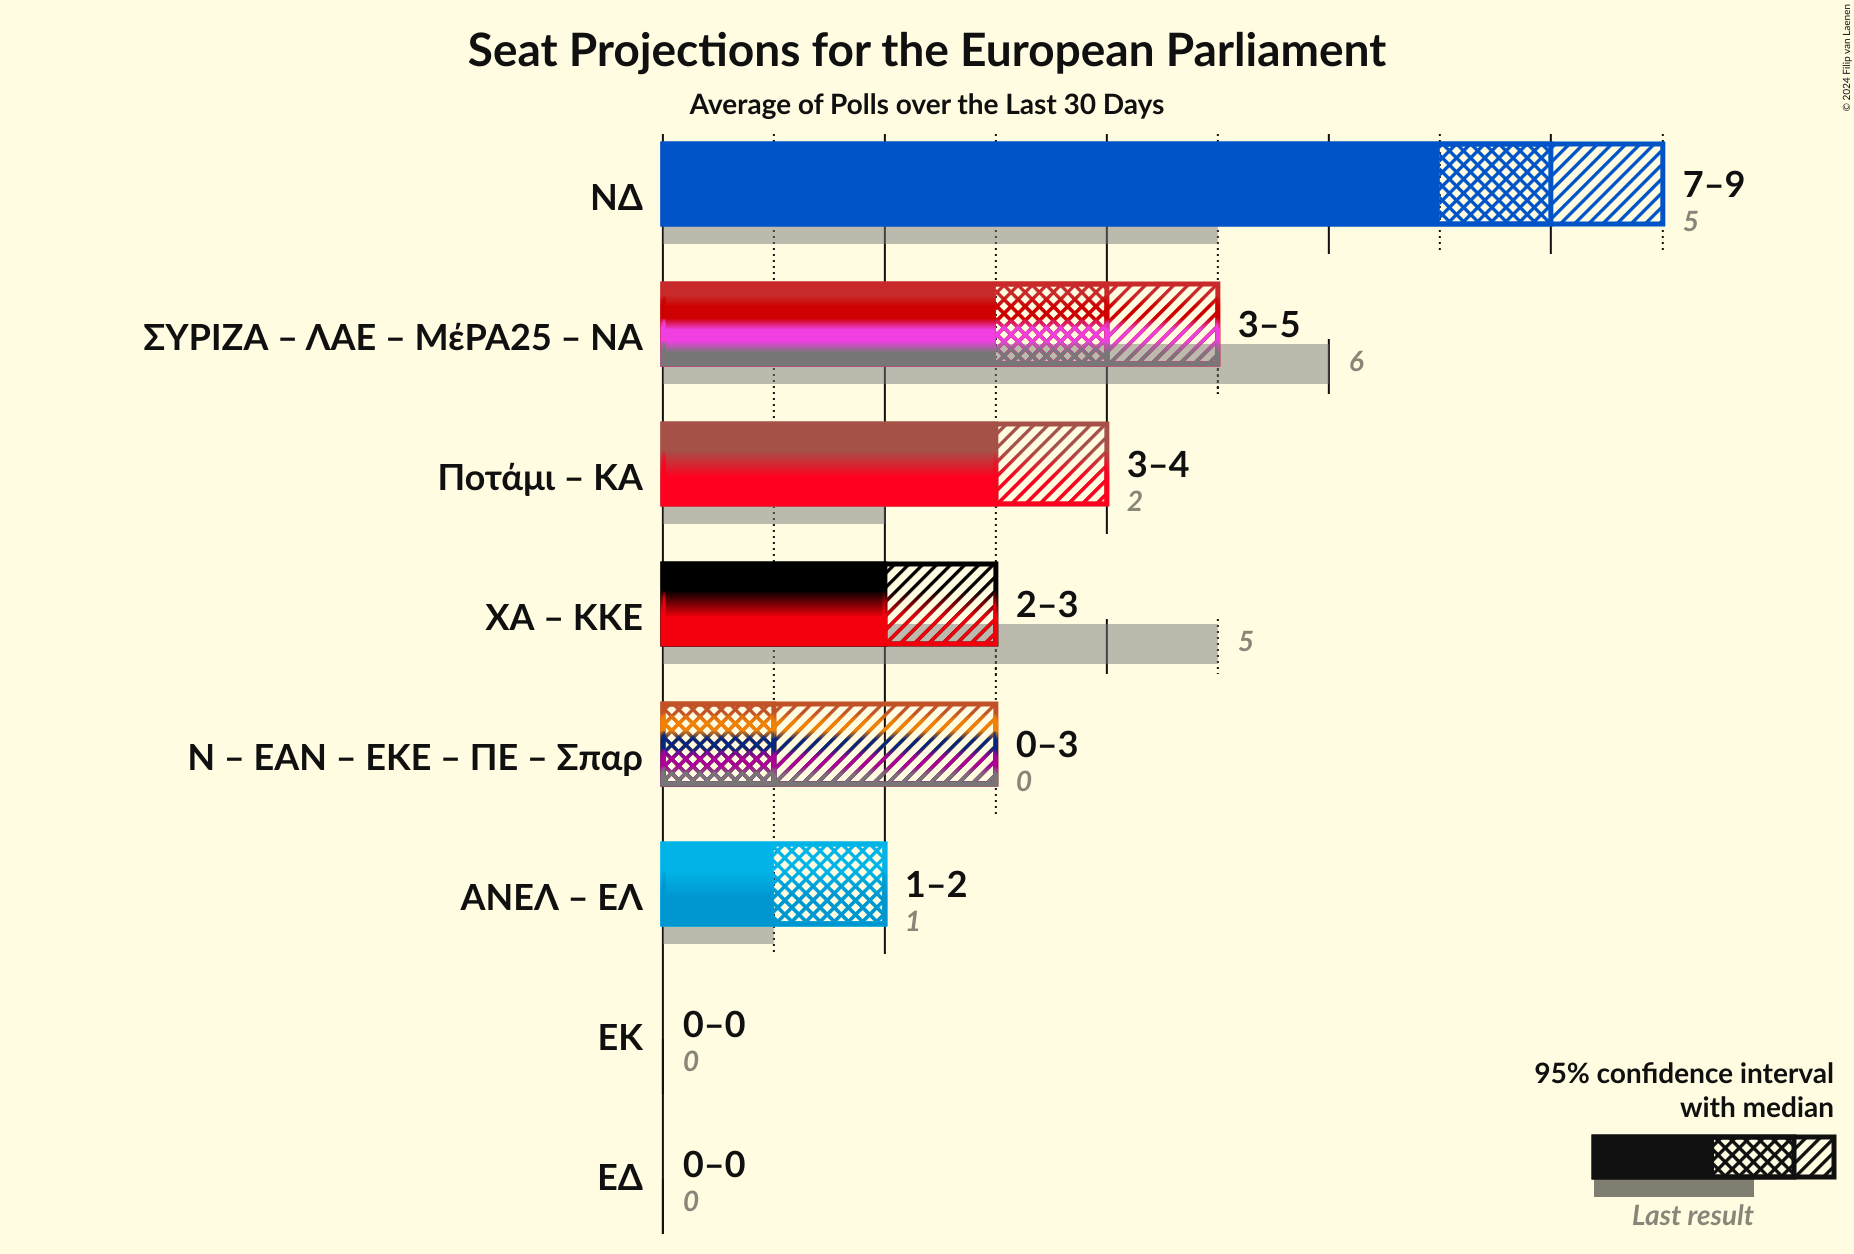 Seat Projections for the European Parliament
Average of Polls over the Last 30 Days
© 2024 Filip van Laenen
ΝΔ
7–9
5
ΣΥΡΙΖΑ – ΛΑΕ – ΜέΡΑ25 – ΝΑ
3–5
6
Ποτάμι – ΚΑ
3–4
2
ΧΑ – ΚΚΕ
2–3
5
Ν – ΕΑΝ – ΕΚΕ – ΠΕ – Σπαρ
0–3
0
ΑΝΕΛ – ΕΛ
1–2
1
ΕΚ
0–0
0
ΕΔ
0–0
0
95% confidence interval
with median
Last result